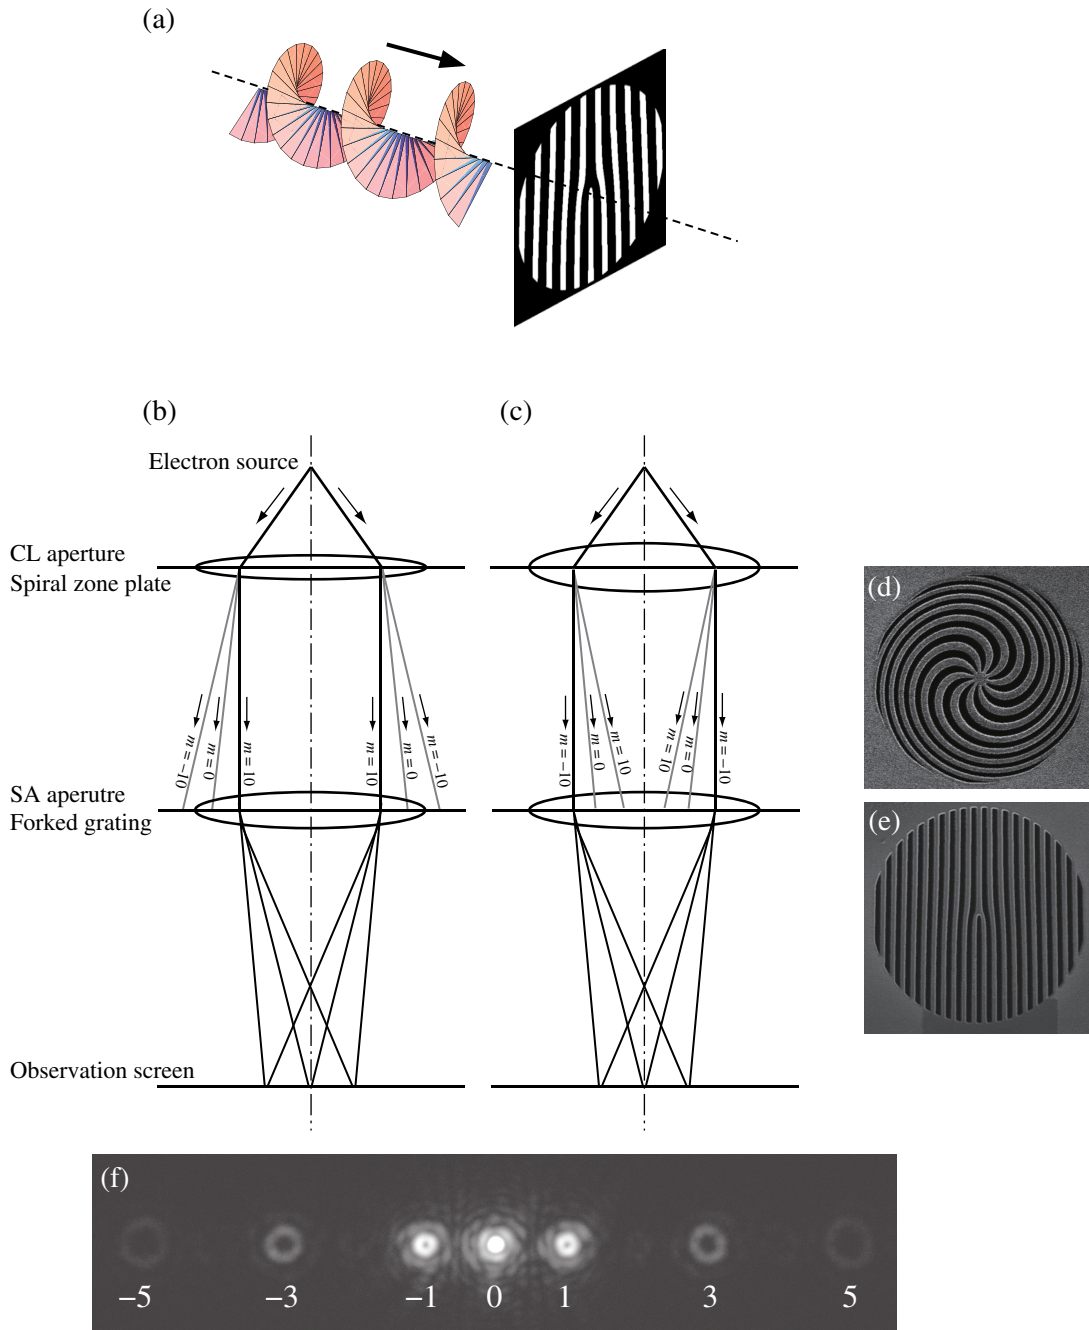 (a)
(b)
(c)
Electron source
CL aperture
Spiral zone plate
(d)
m = −10
m = 0
m = 10
m = 10
m = 0
m = −10
m = −10
m = 0
m = 10
m = 10
m = 0
m = −10
SA aperutre
Forked grating
(e)
Observation screen
(f)
−5 −3 −1 0 1 3 5